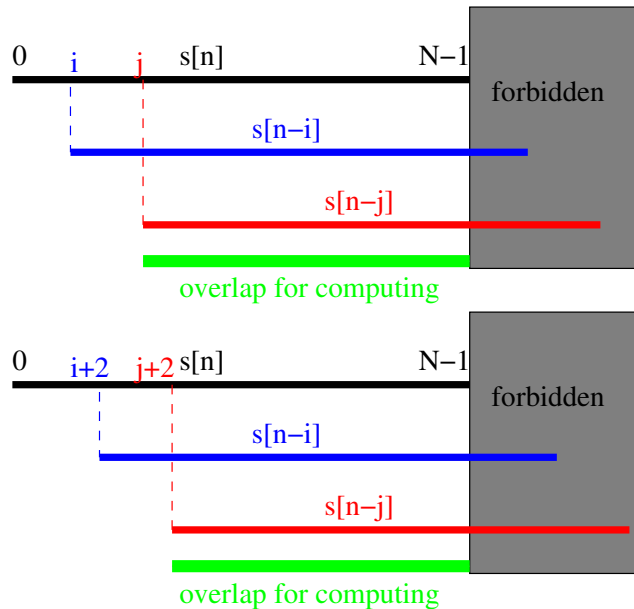 0 i j s[n] N−1
forbidden
s[n−i]
s[n−j]
overlap for computing
0 i+2 j+2 s[n] N−1
forbidden
s[n−i]
s[n−j]
overlap for computing